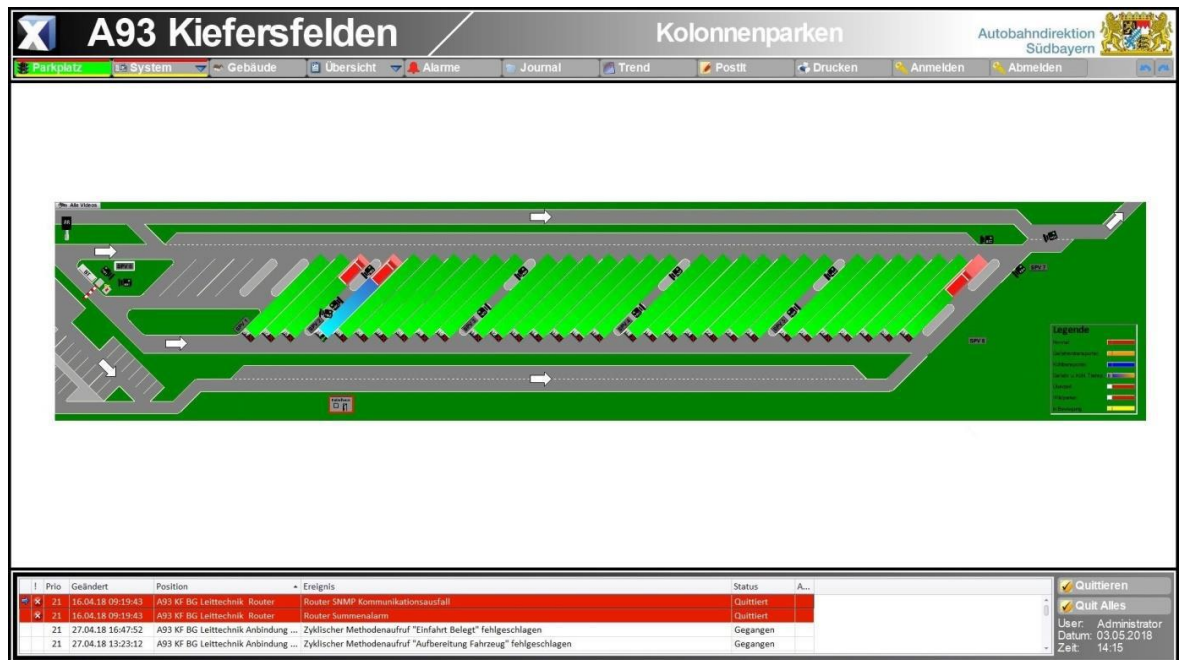 X A93 Kiefersfelden Kolonnenparken Autobahndirektion
Südbayern
Parkplatz System Gebäude Übersicht Alarme Journal Trend PostIt Drucken Anmelden Abmelden
Alle Videos
Legende
Normal
! Prio Geändert Position Ereignis Status A...
21 16.04.18 09:19:43 A93 KF BG Leittechnik Router Router SNMP Kommunikationsausfall Quittiert
21 16.04.18 09:19:43 A93 KF BG Leittechnik Router Router Summenalarm Quittiert
21 27.04.18 16:47:52 A93 KF BG Leittechnik Anbindung ... Zyklischer Methodenaufruf "Einfahrt Belegt" fehlgeschlagen Gegangen
21 27.04.18 13:23:12 A93 KF BG Leittechnik Anbindung ... Zyklischer Methodenaufruf "Aufbereitung Fahrzeug" fehlgeschlagen Gegangen
Quittieren
Quit Alles
User: Administrator
Datum: 03.05.2018
Zeit: 14:15